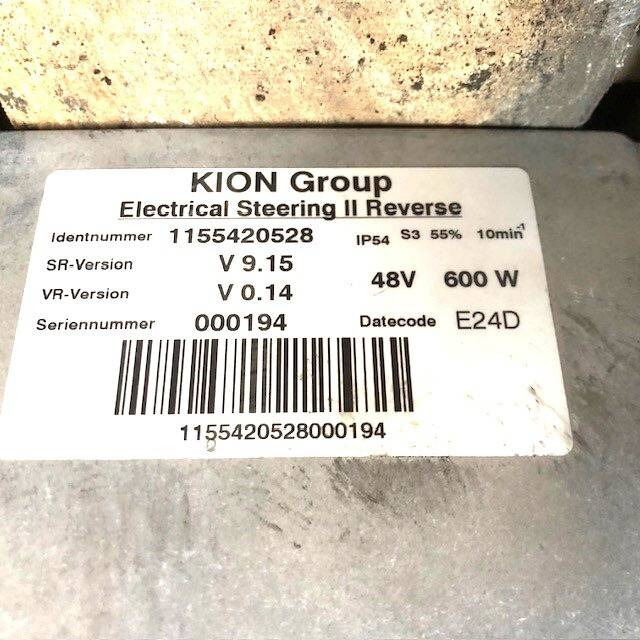 KION Group
Electrical Steering II Reverse
Identnummer 1155420528 IP54 S3 55% 10min⁻¹
SR-Version V 9.15
48V 600 W
VR-Version V 0.14
Seriennummer 000194 Datecode E24D
1155420528000194